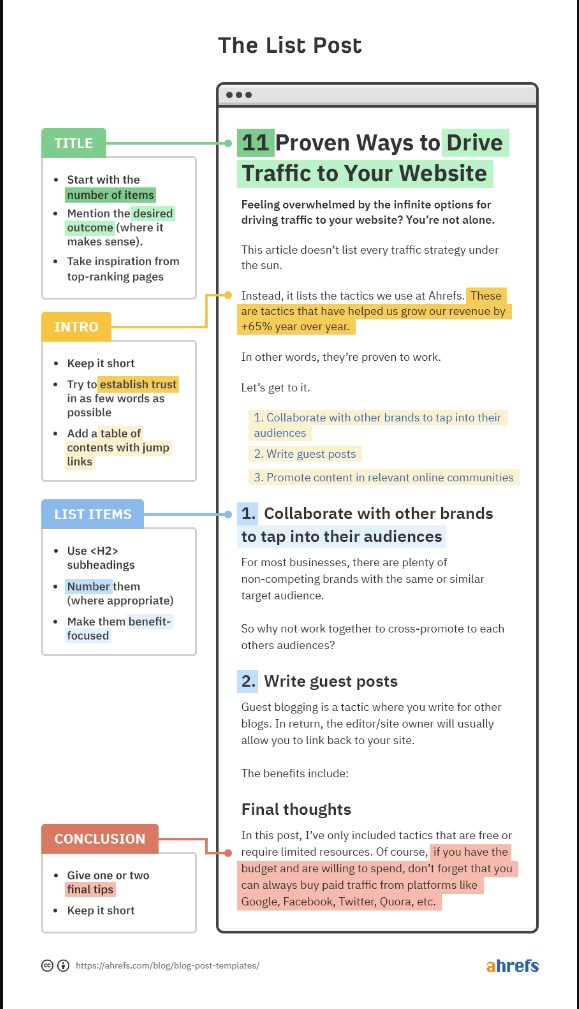 The List Post
TITLE
• Start with the
number of items
• Mention the desired
outcome (where it
makes sense).
• Take inspiration from
top-ranking pages
11 Proven Ways to Drive
Traffic to Your Website
Feeling overwhelmed by the infinite options for
driving traffic to your website? You're not alone.
This article doesn't list every traffic strategy under
the sun.
INTRO
• Keep it short
• Try to establish trust
in as few words as
possible
• Add a table of
contents with jump
links
Instead, it lists the tactics we use at Ahrefs. These
are tactics that have helped us grow our revenue by
+65% year over year.
In other words, they're proven to work.
Let's get to it.
1. Collaborate with other brands to tap into their
audiences
2. Write guest posts
3. Promote content in relevant online communities
LIST ITEMS
• Use <H2>
subheadings
• Number them
(where appropriate)
• Make them benefit-
focused
1. Collaborate with other brands
to tap into their audiences
For most businesses, there are plenty of
non-competing brands with the same or similar
target audience.
So why not work together to cross-promote to each
others audiences?
2. Write guest posts
Guest blogging is a tactic where you write for other
blogs. In return, the editor/site owner will usually
allow you to link back to your site.
The benefits include:
CONCLUSION
• Give one or two
final tips
• Keep it short
Final thoughts
In this post, I've only included tactics that are free or
require limited resources. Of course, if you have the
budget and are willing to spend, don't forget that you
can always buy paid traffic from platforms like
Google, Facebook, Twitter, Quora, etc.
cc https://ahrefs.com/blog/blog-post-templates/
ahrefs